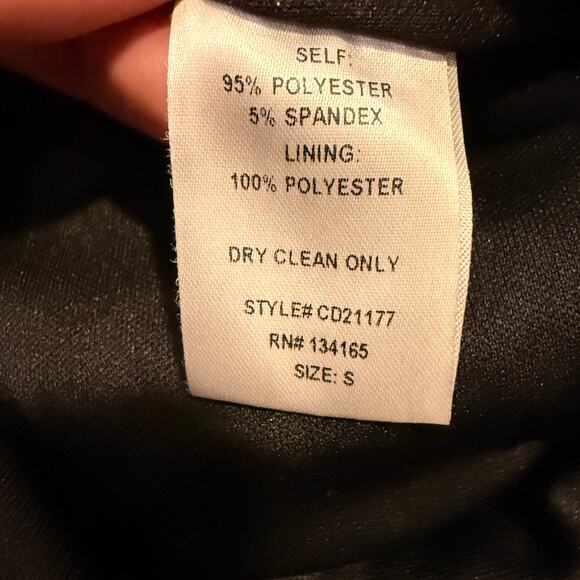 SELF:
95% POLYESTER
5% SPANDEX
LINING:
100% POLYESTER
DRY CLEAN ONLY
STYLE# CD21177
RN# 134165
SIZE: S